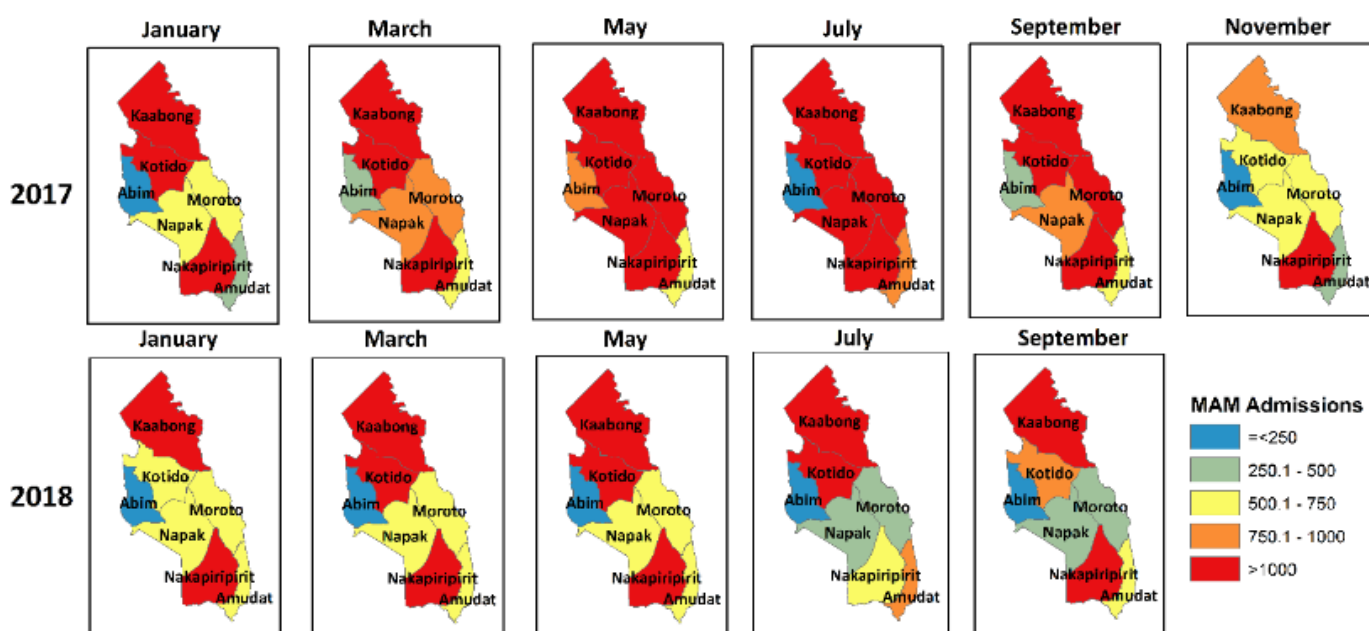 January March May July September November
2017
Kaabong
Kotido
Abim
Moroto
Napak
Nakapiripirit
Amudat
Kaabong
Kotido
Abim
Moroto
Napak
Nakapiripirit
Amudat
Kaabong
Kotido
Abim
Moroto
Napak
Nakapiripirit
Amudat
Kaabong
Kotido
Abim
Moroto
Napak
Nakapiripirit
Amudat
Kaabong
Kotido
Abim
Moroto
Napak
Nakapiripirit
Amudat
Kaabong
Kotido
Abim
Moroto
Napak
Nakapiripirit
Amudat
January March May July September
2018
Kaabong
Kotido
Abim
Moroto
Napak
Nakapiripirit
Amudat
Kaabong
Kotido
Abim
Moroto
Napak
Nakapiripirit
Amudat
Kaabong
Kotido
Abim
Moroto
Napak
Nakapiripirit
Amudat
Kaabong
Kotido
Abim
Moroto
Napak
Nakapiripirit
Amudat
Kaabong
Kotido
Abim
Moroto
Napak
Nakapiripirit
Amudat
MAM Admissions
=<250
250.1 - 500
500.1 - 750
750.1 - 1000
>1000